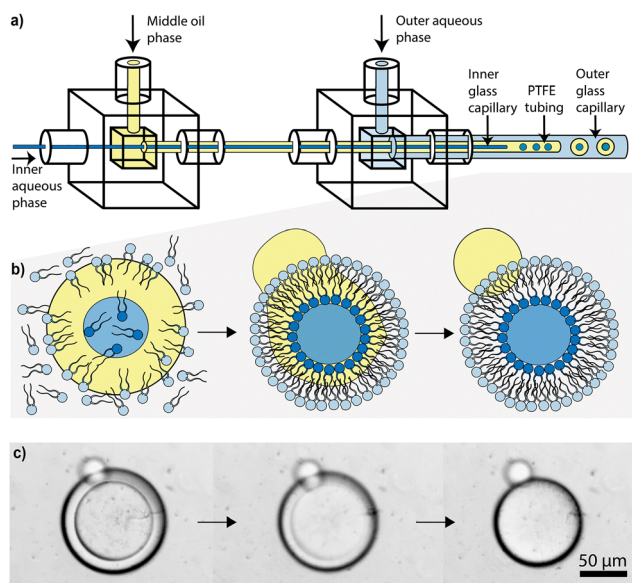 a)
Middle oil
phase
Outer aqueous
phase
Inner
glass
capillary
PTFE
tubing
Outer
glass
capillary
Inner
aqueous
phase
b)
c)
50 µm